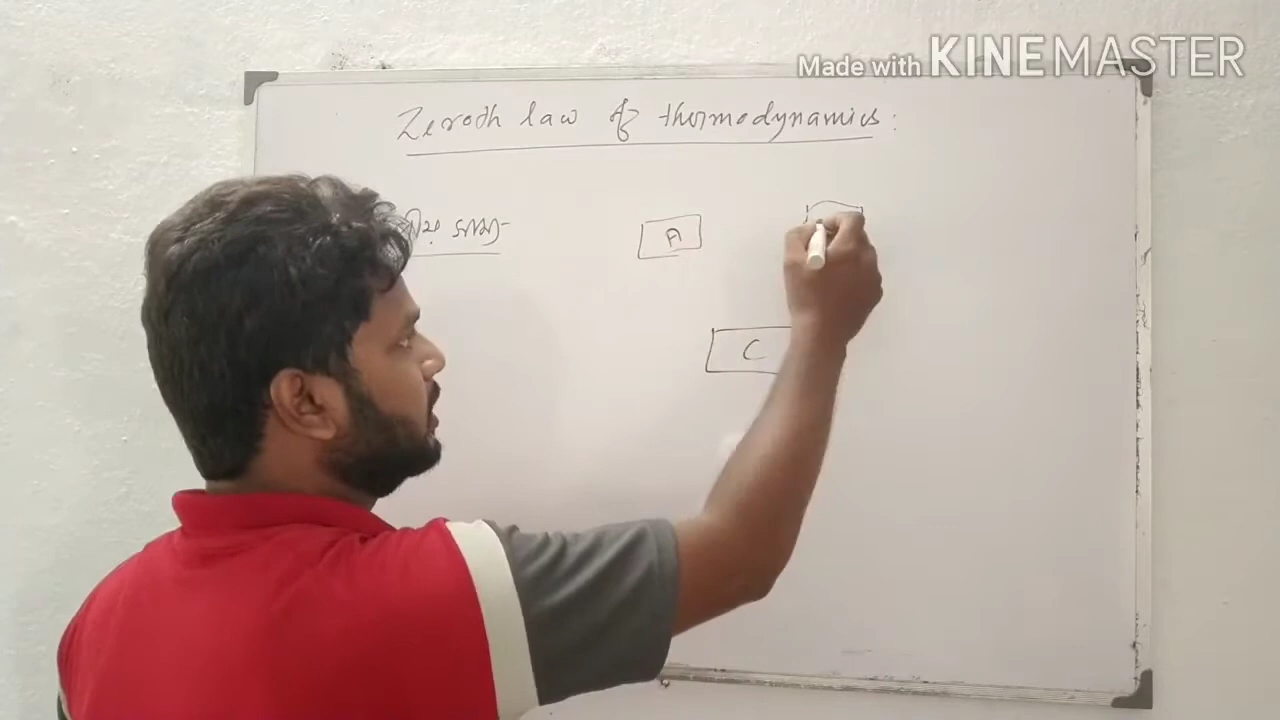 Made with KINEMASTER
Zeroth law of thermodynamics :
সাম্য-
A
C